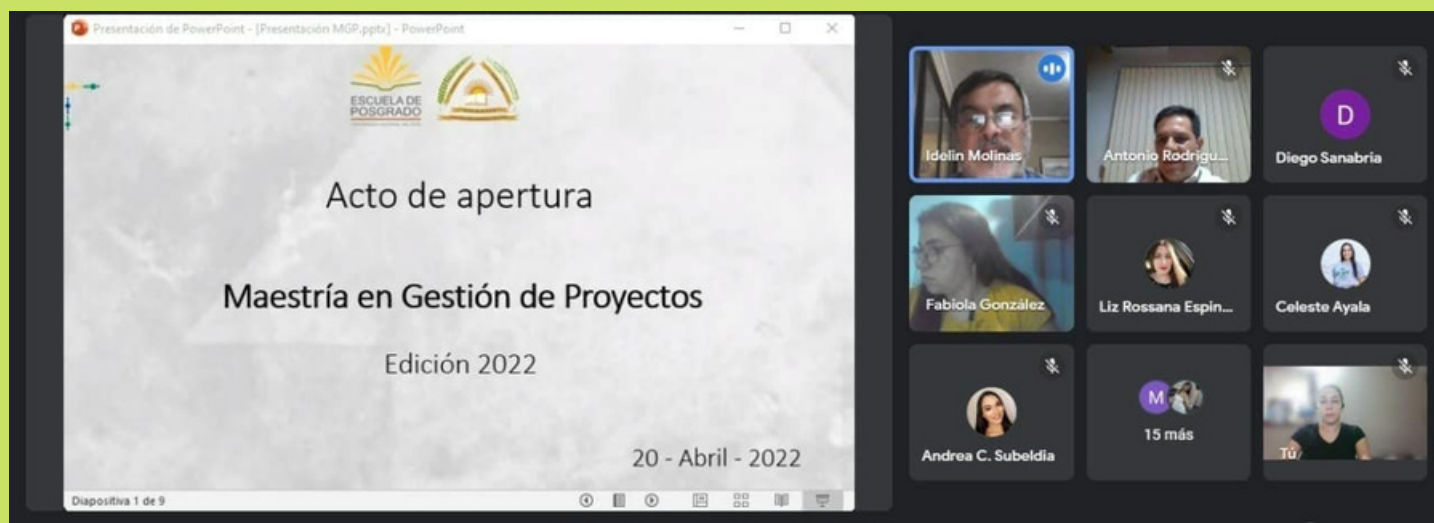 Presentación de PowerPoint - [Presentación MGP.pptx] - PowerPoint
ESCUELA DE
POSGRADO
Acto de apertura
Maestría en Gestión de Proyectos
Edición 2022
20 - Abril - 2022
Diapositiva 1 de 9
Idelin Molinas
Antonio Rodrigu...
D
Diego Sanabria
Fabiola González
Liz Rossana Espin...
Celeste Ayala
Andrea C. Subeldia
M
15 más
Tú